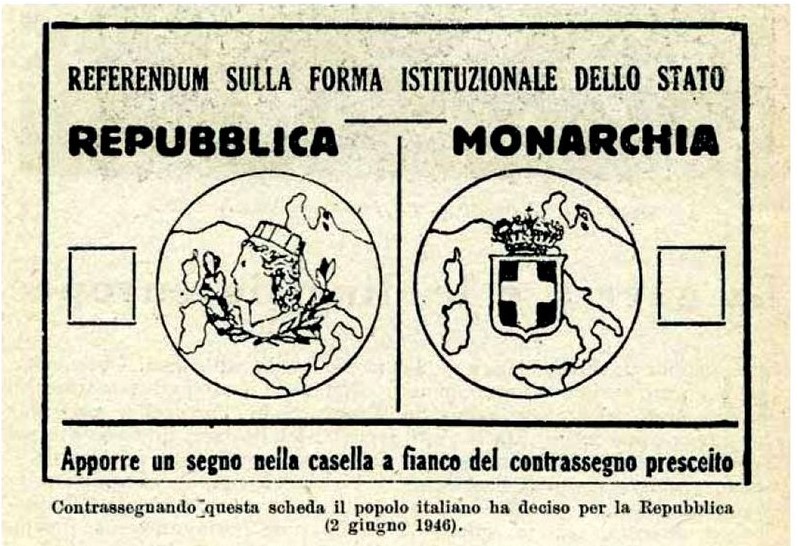 REFERENDUM SULLA FORMA ISTITUZIONALE DELLO STATO
REPUBBLICA
MONARCHIA
Apporre un segno nella casella a fianco del contrassegno prescelto
Contrassegnando questa scheda il popolo italiano ha deciso per la Repubblica
(2 giugno 1946).